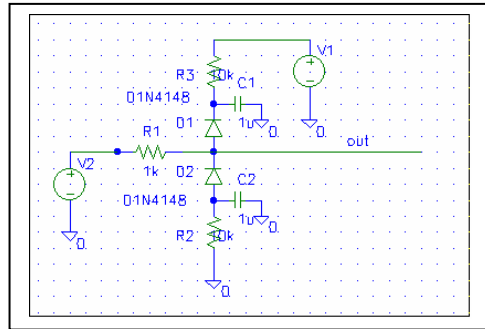 V1
R3 10k C1
D1N4148
R1 D1 1u 0
0
out
V2
1k D2 C2
D1N4148
1u 0
0 R2 10k
0